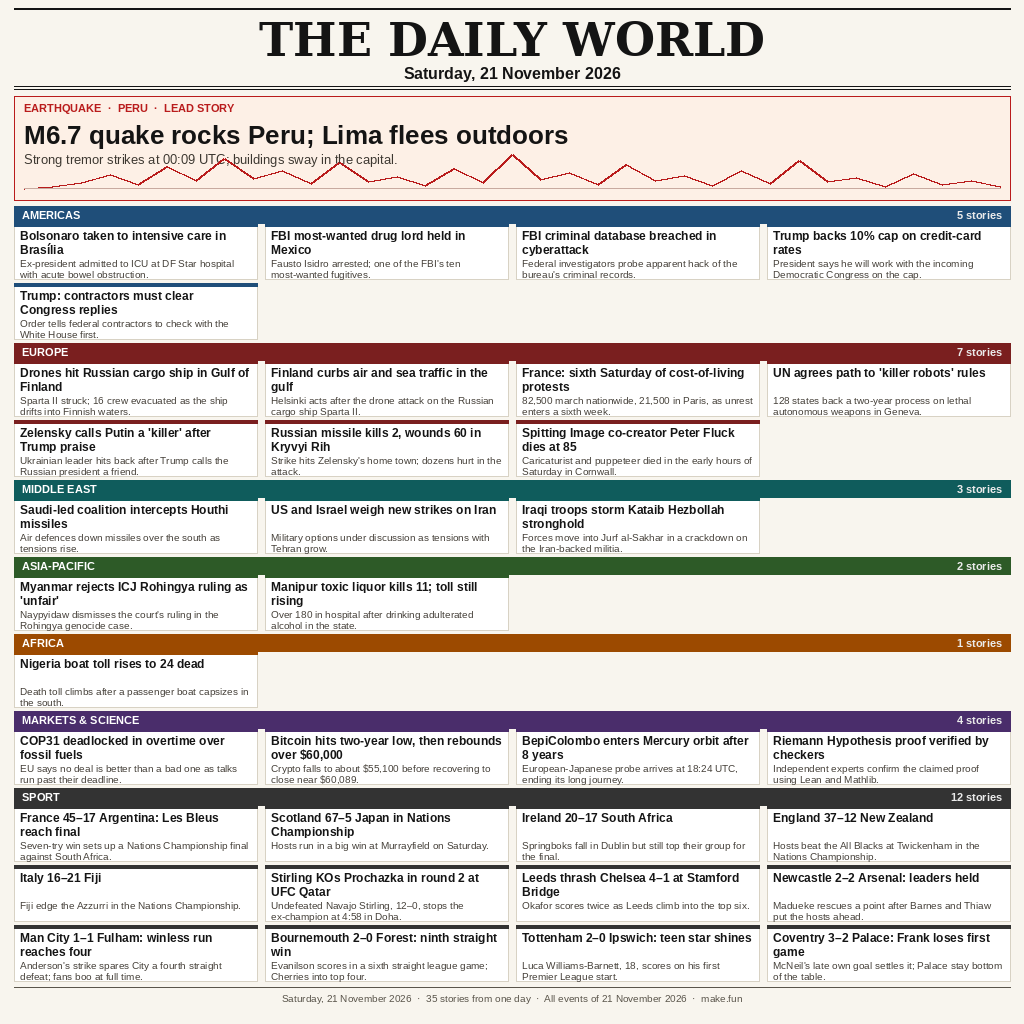 THE DAILY WORLD
Saturday, 21 November 2026
EARTHQUAKE · PERU · LEAD STORY
M6.7 quake rocks Peru; Lima flees outdoors
Strong tremor strikes at 00:09 UTC; buildings sway in the capital.
AMERICAS
5 stories
Bolsonaro taken to intensive care in
Brasília
Ex-president admitted to ICU at DF Star hospital
with acute bowel obstruction.
FBI most-wanted drug lord held in
Mexico
Fausto Isidro arrested; one of the FBI's ten
most-wanted fugitives.
FBI criminal database breached in
cyberattack
Federal investigators probe apparent hack of the
bureau's criminal records.
Trump backs 10% cap on credit-card
rates
President says he will work with the incoming
Democratic Congress on the cap.
Trump: contractors must clear
Congress replies
Order tells federal contractors to check with the
White House first.
EUROPE
7 stories
Drones hit Russian cargo ship in Gulf of
Finland
Sparta II struck; 16 crew evacuated as the ship
drifts into Finnish waters.
Finland curbs air and sea traffic in the
gulf
Helsinki acts after the drone attack on the Russian
cargo ship Sparta II.
France: sixth Saturday of cost-of-living
protests
82,500 march nationwide, 21,500 in Paris, as unrest
enters a sixth week.
UN agrees path to 'killer robots' rules
128 states back a two-year process on lethal
autonomous weapons in Geneva.
Zelensky calls Putin a 'killer' after
Trump praise
Ukrainian leader hits back after Trump calls the
Russian president a friend.
Russian missile kills 2, wounds 60 in
Kryvyi Rih
Strike hits Zelensky's home town; dozens hurt in the
attack.
Spitting Image co-creator Peter Fluck
dies at 85
Caricaturist and puppeteer died in the early hours of
Saturday in Cornwall.
MIDDLE EAST
3 stories
Saudi-led coalition intercepts Houthi
missiles
Air defences down missiles over the south as
tensions rise.
US and Israel weigh new strikes on Iran
Military options under discussion as tensions with
Tehran grow.
Iraqi troops storm Kataib Hezbollah
stronghold
Forces move into Jurf al-Sakhar in a crackdown on
the Iran-backed militia.
ASIA-PACIFIC
2 stories
Myanmar rejects ICJ Rohingya ruling as
'unfair'
Naypyidaw dismisses the court's ruling in the
Rohingya genocide case.
Manipur toxic liquor kills 11; toll still
rising
Over 180 in hospital after drinking adulterated
alcohol in the state.
AFRICA
1 stories
Nigeria boat toll rises to 24 dead
Death toll climbs after a passenger boat capsizes in
the south.
MARKETS & SCIENCE
4 stories
COP31 deadlocked in overtime over
fossil fuels
EU says no deal is better than a bad one as talks
run past their deadline.
Bitcoin hits two-year low, then rebounds
over $60,000
Crypto falls to about $55,100 before recovering to
close near $60,089.
BepiColombo enters Mercury orbit after
8 years
European-Japanese probe arrives at 18:24 UTC,
ending its long journey.
Riemann Hypothesis proof verified by
checkers
Independent experts confirm the claimed proof
using Lean and Mathlib.
SPORT
12 stories
France 45–17 Argentina: Les Bleus
reach final
Seven-try win sets up a Nations Championship final
against South Africa.
Scotland 67–5 Japan in Nations
Championship
Hosts run in a big win at Murrayfield on Saturday.
Ireland 20–17 South Africa
Springboks fall in Dublin but still top their group for
the final.
England 37–12 New Zealand
Hosts beat the All Blacks at Twickenham in the
Nations Championship.
Italy 16–21 Fiji
Fiji edge the Azzurri in the Nations Championship.
Stirling KOs Prochazka in round 2 at
UFC Qatar
Undefeated Navajo Stirling, 12–0, stops the
ex-champion at 4:58 in Doha.
Leeds thrash Chelsea 4–1 at Stamford
Bridge
Okafor scores twice as Leeds climb into the top six.
Newcastle 2–2 Arsenal: leaders held
Madueke rescues a point after Barnes and Thiaw
put the hosts ahead.
Man City 1–1 Fulham: winless run
reaches four
Anderson's strike spares City a fourth straight
defeat; fans boo at full time.
Bournemouth 2–0 Forest: ninth straight
win
Evanilson scores in a sixth straight league game;
Cherries into top four.
Tottenham 2–0 Ipswich: teen star shines
Luca Williams-Barnett, 18, scores on his first
Premier League start.
Coventry 3–2 Palace: Frank loses first
game
McNeil's late own goal settles it; Palace stay bottom
of the table.
Saturday, 21 November 2026 · 35 stories from one day · All events of 21 November 2026 · make.fun